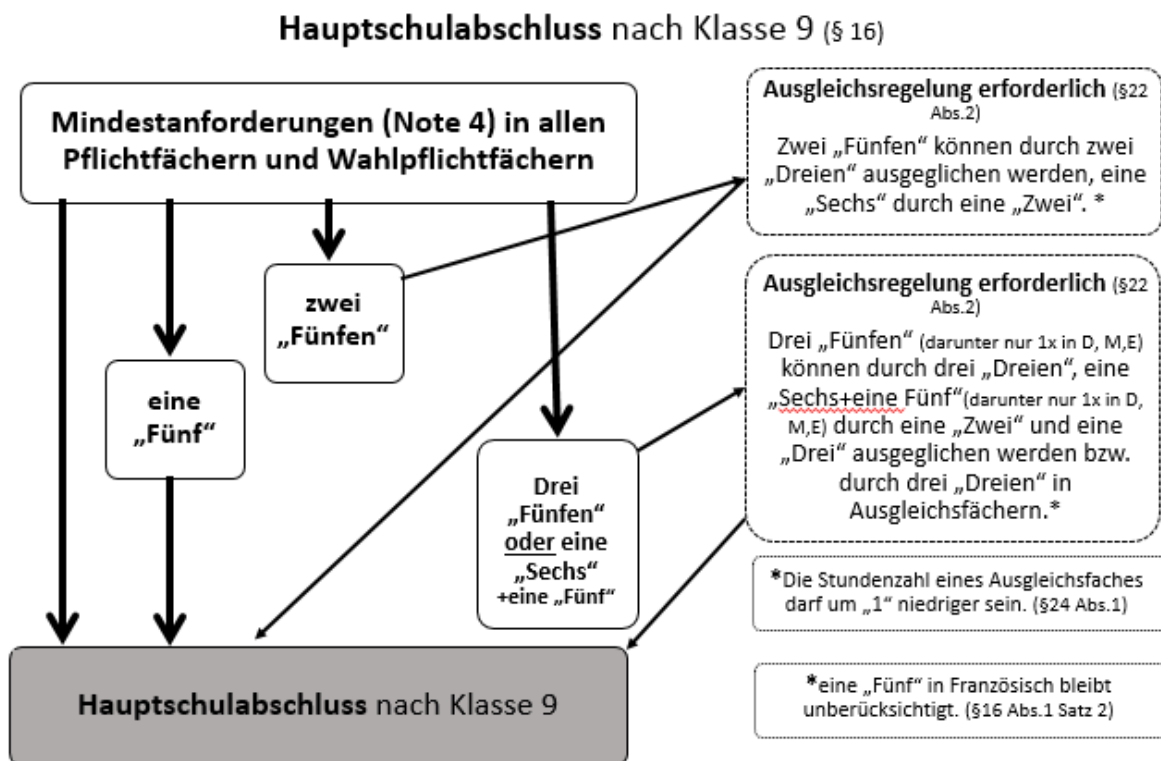 Hauptschulabschluss nach Klasse 9 (§ 16)
Mindestanforderungen (Note 4) in allen
Pflichtfächern und Wahlpflichtfächern
zwei
„Fünfen“
eine
„Fünf“
Drei
„Fünfen“
oder eine
„Sechs“
+eine „Fünf“
Hauptschulabschluss nach Klasse 9
Ausgleichsregelung erforderlich (§22
Abs.2)
Zwei „Fünfen“ können durch zwei
„Dreien“ ausgeglichen werden, eine
„Sechs“ durch eine „Zwei“. *
Ausgleichsregelung erforderlich (§22
Abs.2)
Drei „Fünfen“ (darunter nur 1x in D, M,E)
können durch drei „Dreien“, eine
„Sechs+eine Fünf“(darunter nur 1x in D,
M,E) durch eine „Zwei“ und eine
„Drei“ ausgeglichen werden bzw.
durch drei „Dreien“ in
Ausgleichsfächern.*
*Die Stundenzahl eines Ausgleichsfaches
darf um „1“ niedriger sein. (§24 Abs.1)
*eine „Fünf“ in Französisch bleibt
unberücksichtigt. (§16 Abs.1 Satz 2)